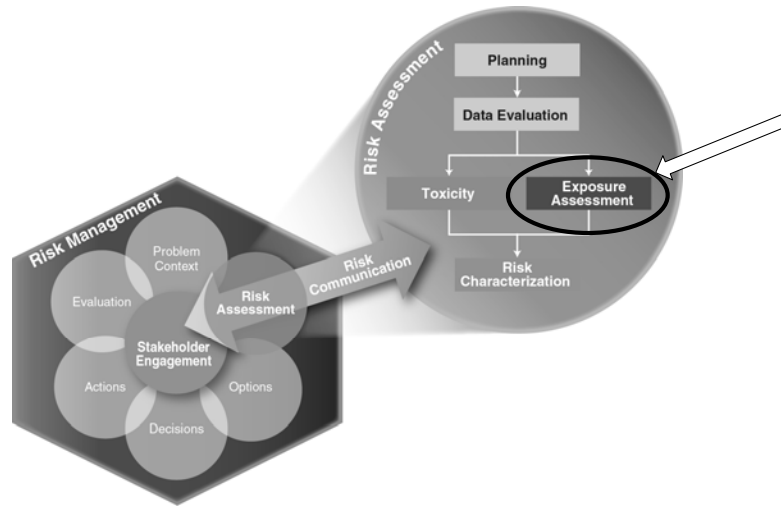 Risk Assessment
Planning
Data Evaluation
Toxicity
Exposure
Assessment
Risk
Characterization
Risk
Communication
Risk Management
Problem
Context
Evaluation
Risk
Assessment
Stakeholder
Engagement
Actions
Options
Decisions